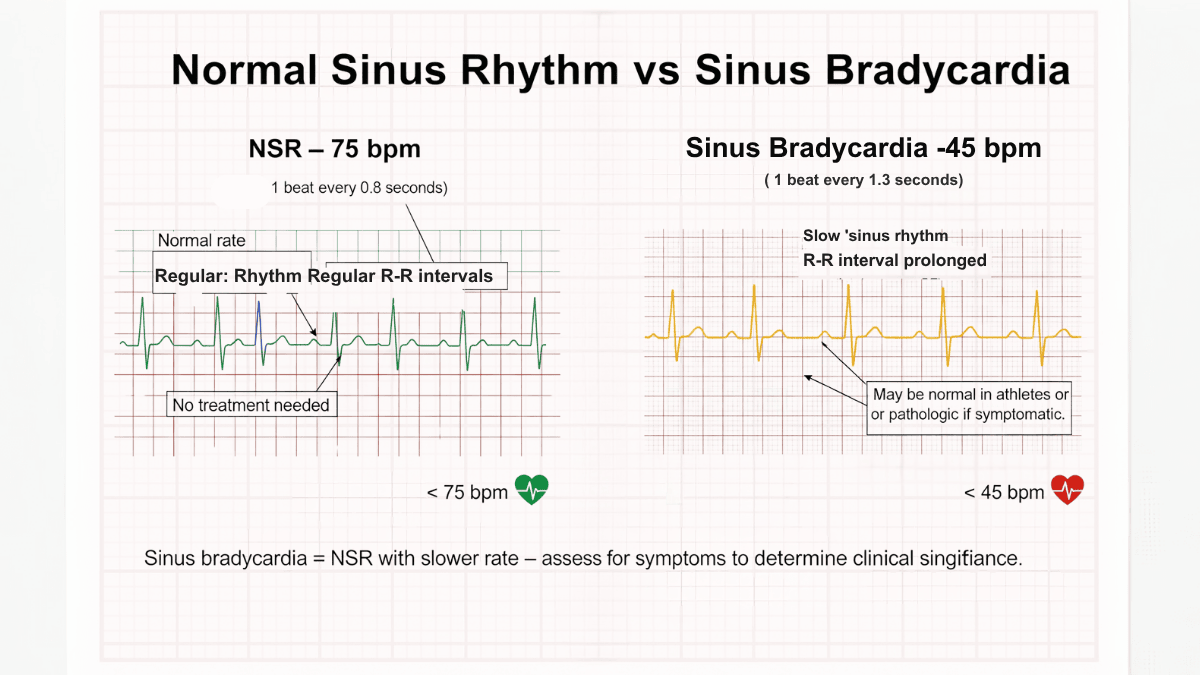 Normal Sinus Rhythm vs Sinus Bradycardia
NSR – 75 bpm
1 beat every 0.8 seconds)
Normal rate
Regular: Rhythm Regular R-R intervals
No treatment needed
< 75 bpm
Sinus Bradycardia -45 bpm
( 1 beat every 1.3 seconds)
Slow 'sinus rhythm
R-R interval prolonged
May be normal in athletes or
or pathologic if symptomatic.
< 45 bpm
Sinus bradycardia = NSR with slower rate – assess for symptoms to determine clinical singifiance.